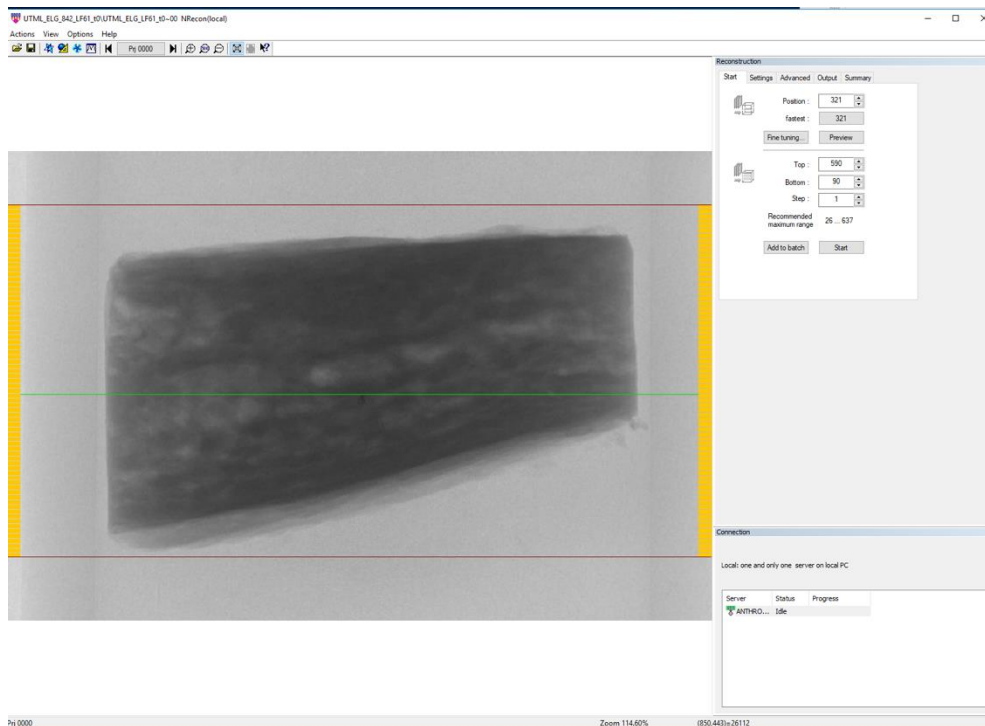 UTML_ELG_842_LF61_t0\UTML_ELG_LF61_t0~00 NRecon(local)
Actions View Options Help
Prj 0000
Reconstruction
Start Settings Advanced Output Summary
Position : 321
fastest : 321
Fine tuning... Preview
Top : 590
Bottom : 90
Step : 1
Recommended
maximum range 26 ... 637
Add to batch Start
Connection
Local: one and only one server on local PC
Server Status Progress
ANTHRO... Idle
Prj 0000 Zoom 114.60% (850.443)=26112